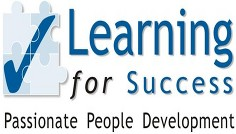 Learning
for Success
Passionate People Development